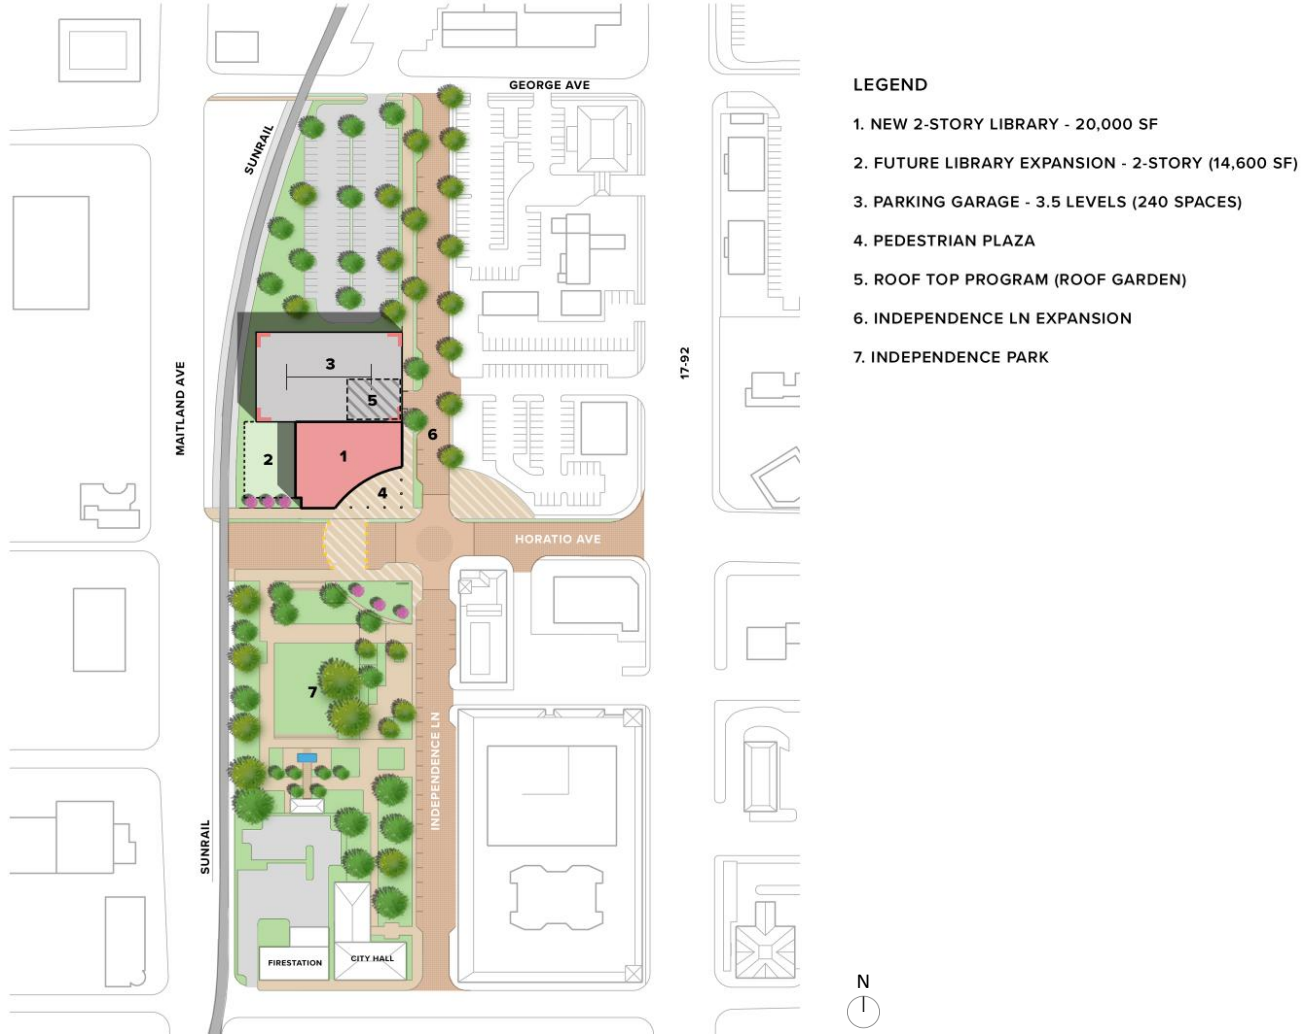 GEORGE AVE
SUNRAIL
LEGEND
1. NEW 2-STORY LIBRARY - 20,000 SF
2. FUTURE LIBRARY EXPANSION - 2-STORY (14,600 SF)
3. PARKING GARAGE - 3.5 LEVELS (240 SPACES)
4. PEDESTRIAN PLAZA
5. ROOF TOP PROGRAM (ROOF GARDEN)
6. INDEPENDENCE LN EXPANSION
7. INDEPENDENCE PARK
MAITLAND AVE
17-92
3
5
6
2
1
4
HORATIO AVE
7
INDEPENDENCE LN
SUNRAIL
FIRESTATION
CITY HALL
N